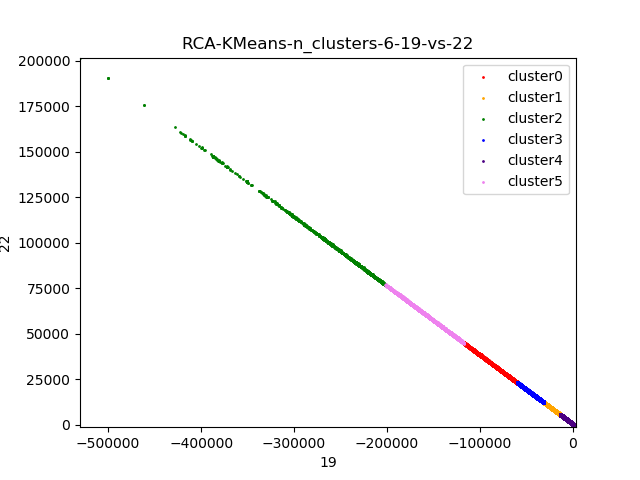 RCA-KMeans-n_clusters-6-19-vs-22
200000
175000
150000
125000
100000
75000
50000
25000
0
22
cluster0
cluster1
cluster2
cluster3
cluster4
cluster5
−500000 −400000 −300000 −200000 −100000 0
19